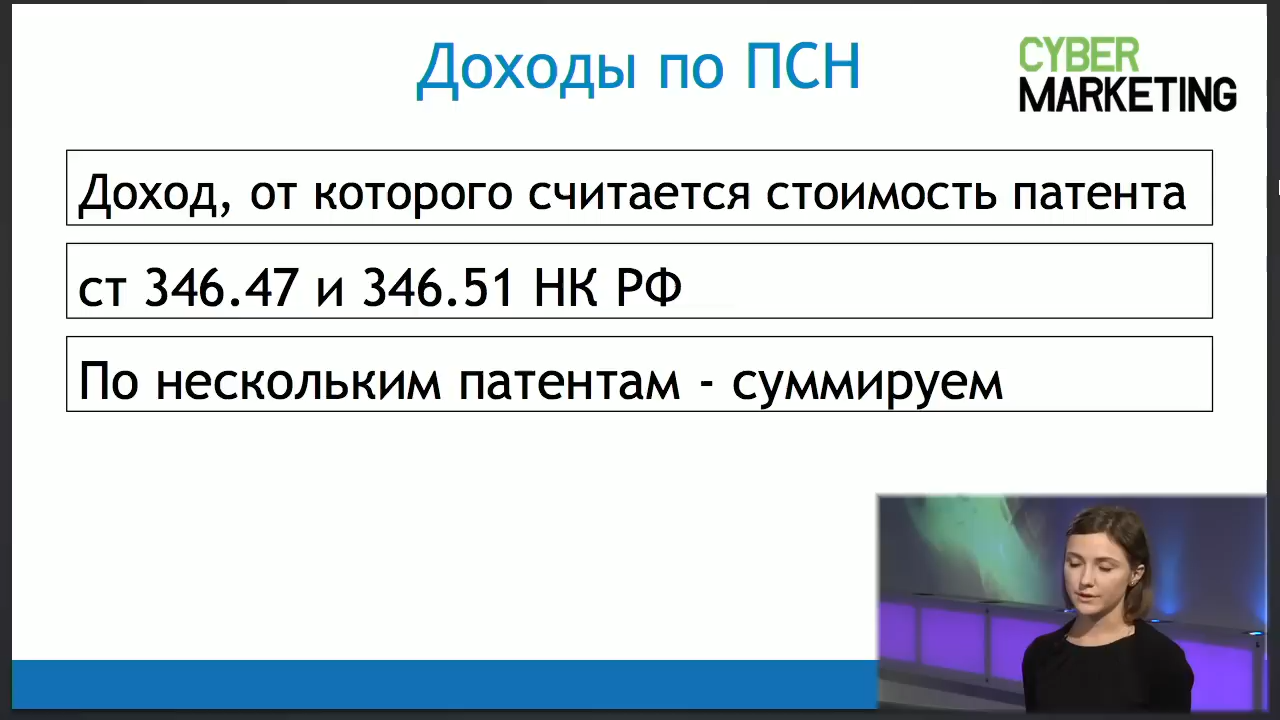 Доходы по ПСН
CYBER
MARKETING
Доход, от которого считается стоимость патента
ст 346.47 и 346.51 НК РФ
По нескольким патентам - суммируем